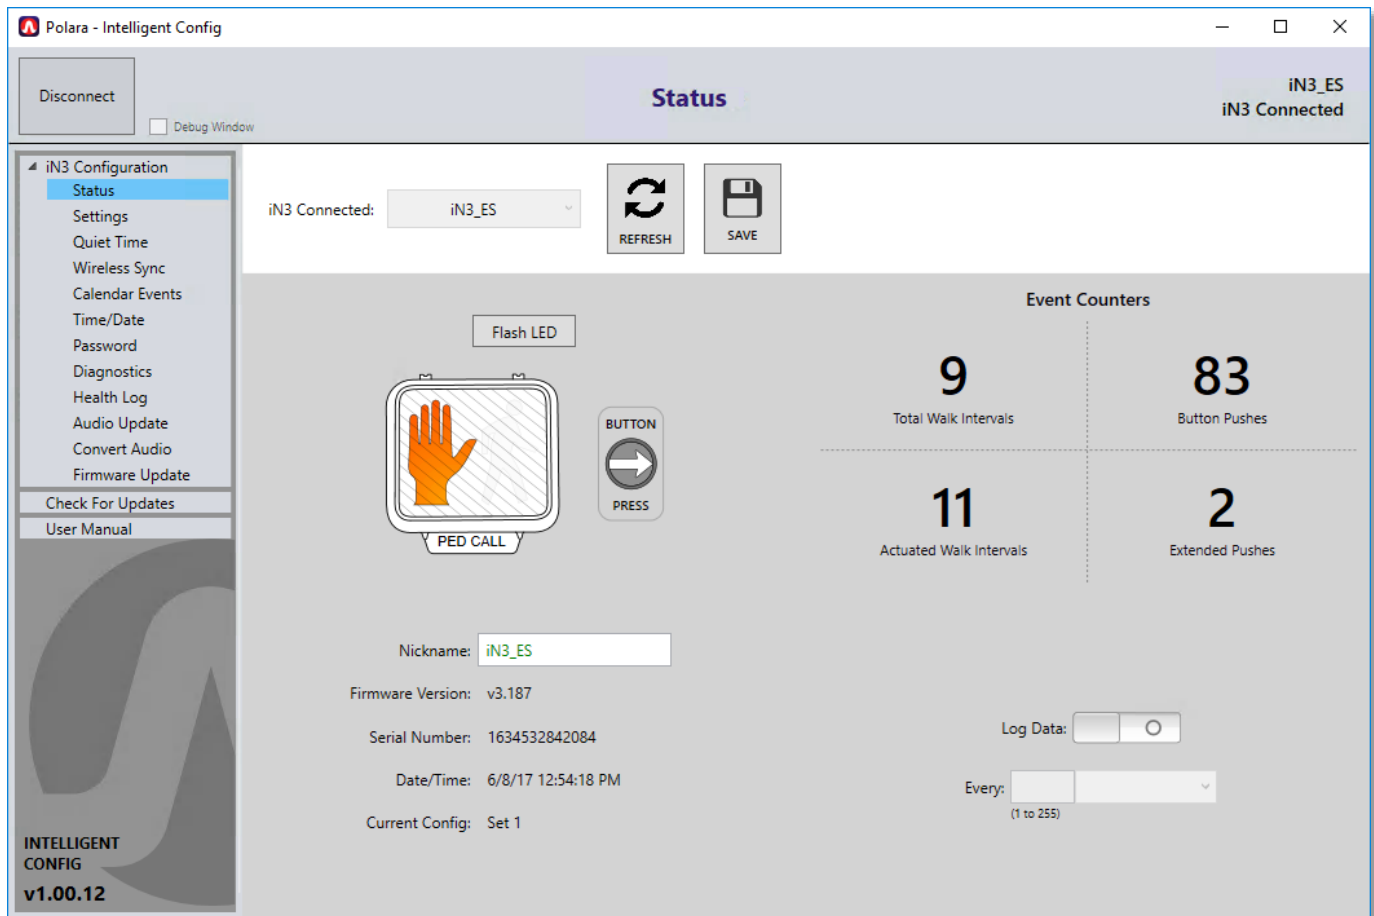 Polara - Intelligent Config
Disconnect
Debug Window
Status
iN3_ES
iN3 Connected
iN3 Configuration
Status
Settings
Quiet Time
Wireless Sync
Calendar Events
Time/Date
Password
Diagnostics
Health Log
Audio Update
Convert Audio
Firmware Update
Check For Updates
User Manual
INTELLIGENT
CONFIG
v1.00.12
iN3 Connected: iN3_ES
REFRESH
SAVE
Flash LED
BUTTON
PRESS
PED CALL
Event Counters
9
Total Walk Intervals
83
Button Pushes
11
Actuated Walk Intervals
2
Extended Pushes
Nickname: iN3_ES
Firmware Version: v3.187
Serial Number: 1634532842084
Date/Time: 6/8/17 12:54:18 PM
Current Config: Set 1
Log Data:
Every:
(1 to 255)